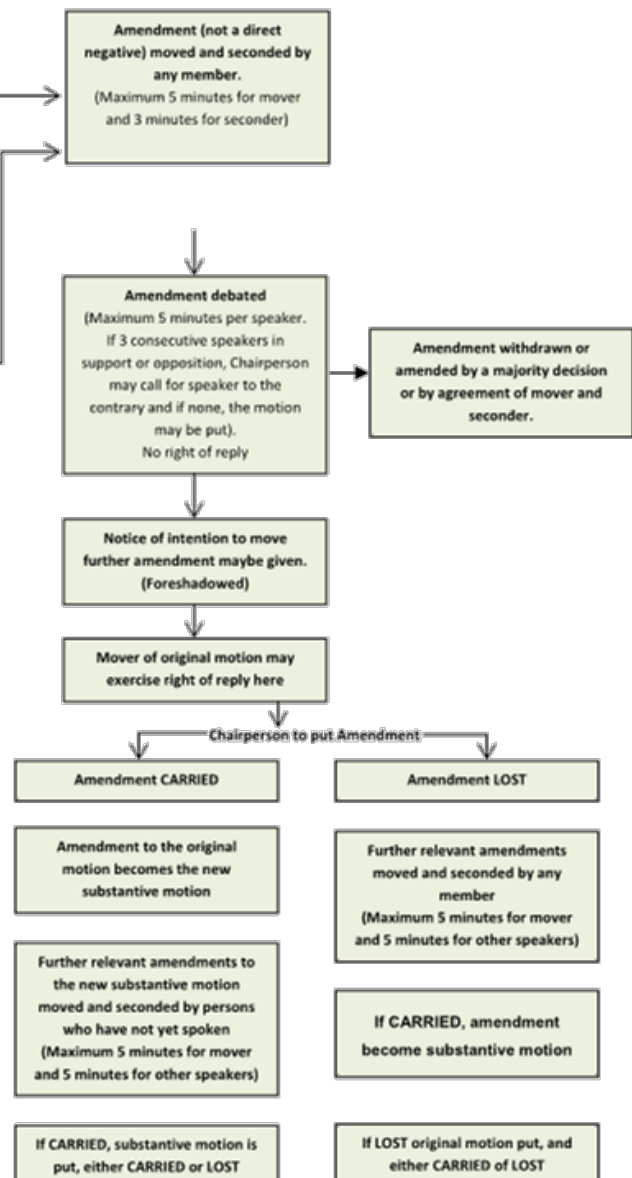 Amendment (not a direct
negative) moved and seconded by
any member.
(Maximum 5 minutes for mover
and 3 minutes for seconder)
Amendment debated
(Maximum 5 minutes per speaker.
If 3 consecutive speakers in
support or opposition, Chairperson
may call for speaker to the
contrary and if none, the motion
may be put).
No right of reply
Amendment withdrawn or
amended by a majority decision
or by agreement of mover and
seconder.
Notice of intention to move
further amendment maybe given.
(Foreshadowed)
Mover of original motion may
exercise right of reply here
Chairperson to put Amendment
Amendment CARRIED
Amendment to the original
motion becomes the new
substantive motion
Further relevant amendments to
the new substantive motion
moved and seconded by persons
who have not yet spoken
(Maximum 5 minutes for mover
and 5 minutes for other speakers)
If CARRIED, substantive motion is
put, either CARRIED or LOST
Amendment LOST
Further relevant amendments
moved and seconded by any
member
(Maximum 5 minutes for mover
and 5 minutes for other speakers)
If CARRIED, amendment
become substantive motion
If LOST original motion put, and
either CARRIED of LOST